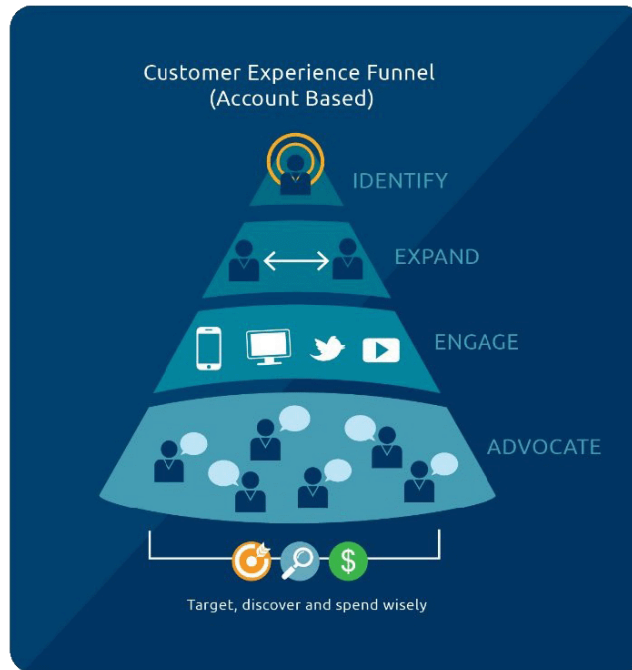 Customer Experience Funnel
(Account Based)
IDENTIFY
EXPAND
ENGAGE
ADVOCATE
$
Target, discover and spend wisely